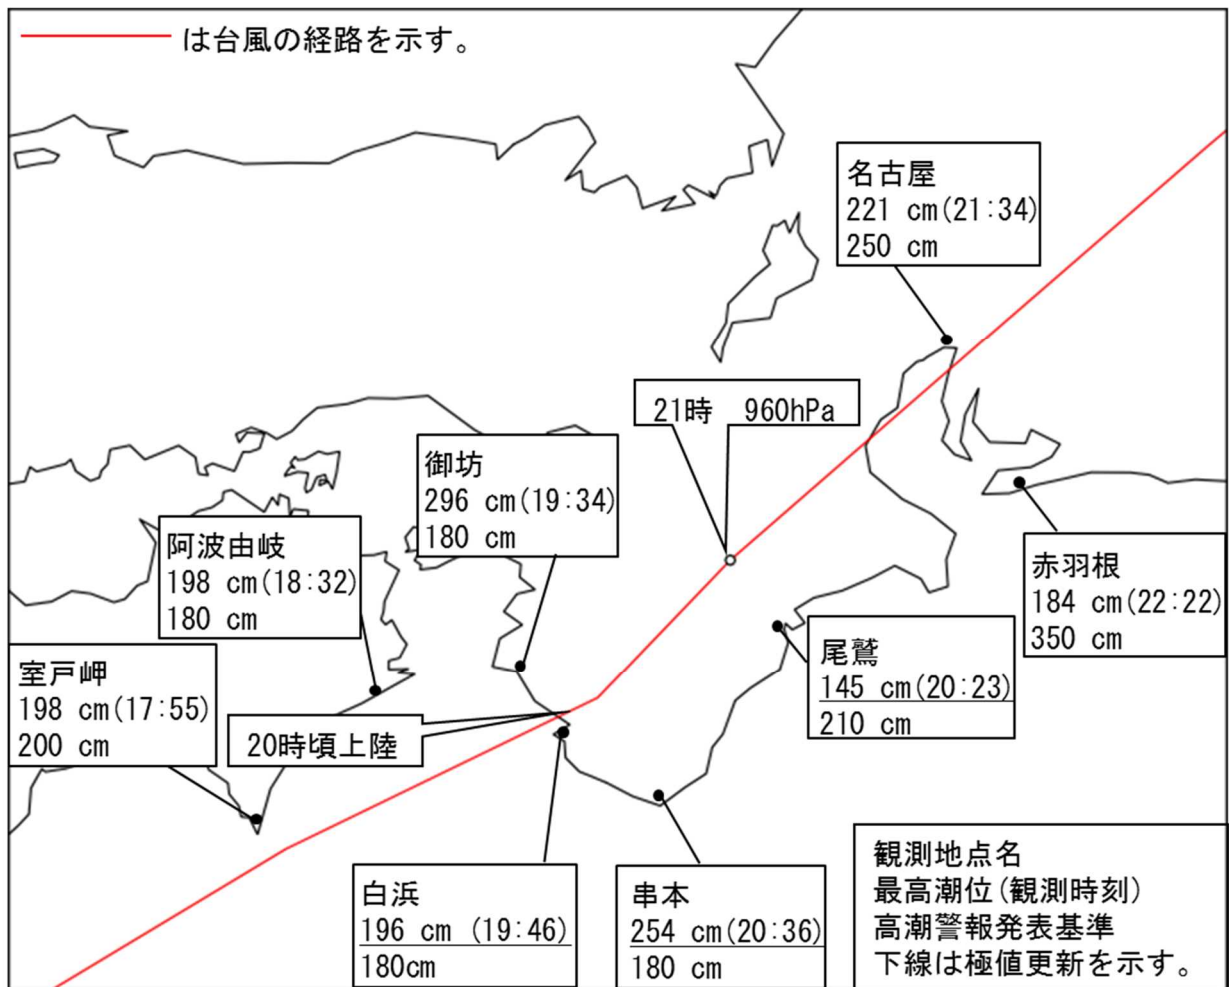 は台風の経路を示す。
名古屋
221 cm(21:34)
250 cm
21時 960hPa
御坊
296 cm(19:34)
180 cm
阿波由岐
198 cm(18:32)
180 cm
赤羽根
184 cm(22:22)
350 cm
室戸岬
198 cm(17:55)
200 cm
尾鷲
145 cm(20:23)
210 cm
20時頃上陸
白浜
196 cm (19:46)
180cm
串本
254 cm(20:36)
180 cm
観測地点名
最高潮位(観測時刻)
高潮警報発表基準
下線は極値更新を示す。